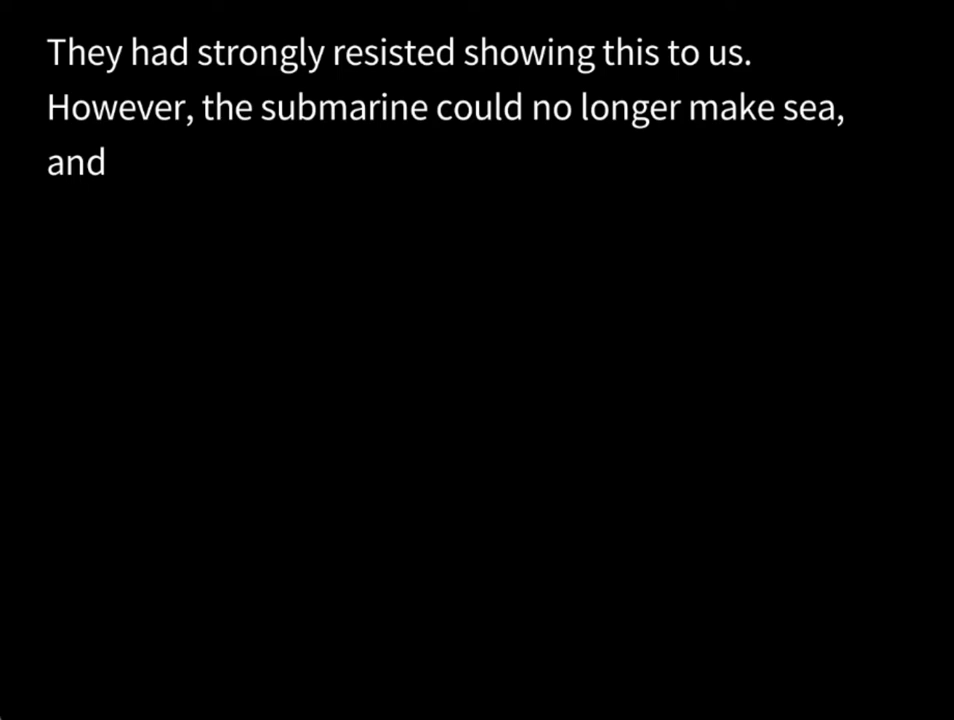 They had strongly resisted showing this to us.
However, the submarine could no longer make sea,
and